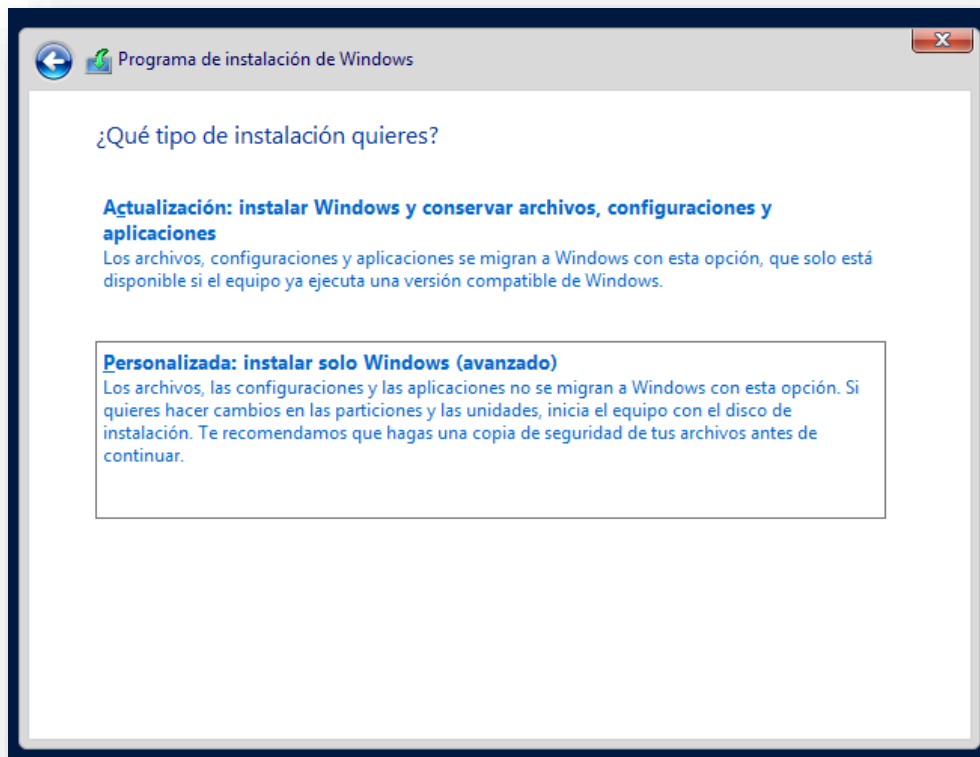 Programa de instalación de Windows
X
¿Qué tipo de instalación quieres?
Actualización: instalar Windows y conservar archivos, configuraciones y
aplicaciones
Los archivos, configuraciones y aplicaciones se migran a Windows con esta opción, que solo está
disponible si el equipo ya ejecuta una versión compatible de Windows.
Personalizada: instalar solo Windows (avanzado)
Los archivos, las configuraciones y las aplicaciones no se migran a Windows con esta opción. Si
quieres hacer cambios en las particiones y las unidades, inicia el equipo con el disco de
instalación. Te recomendamos que hagas una copia de seguridad de tus archivos antes de
continuar.